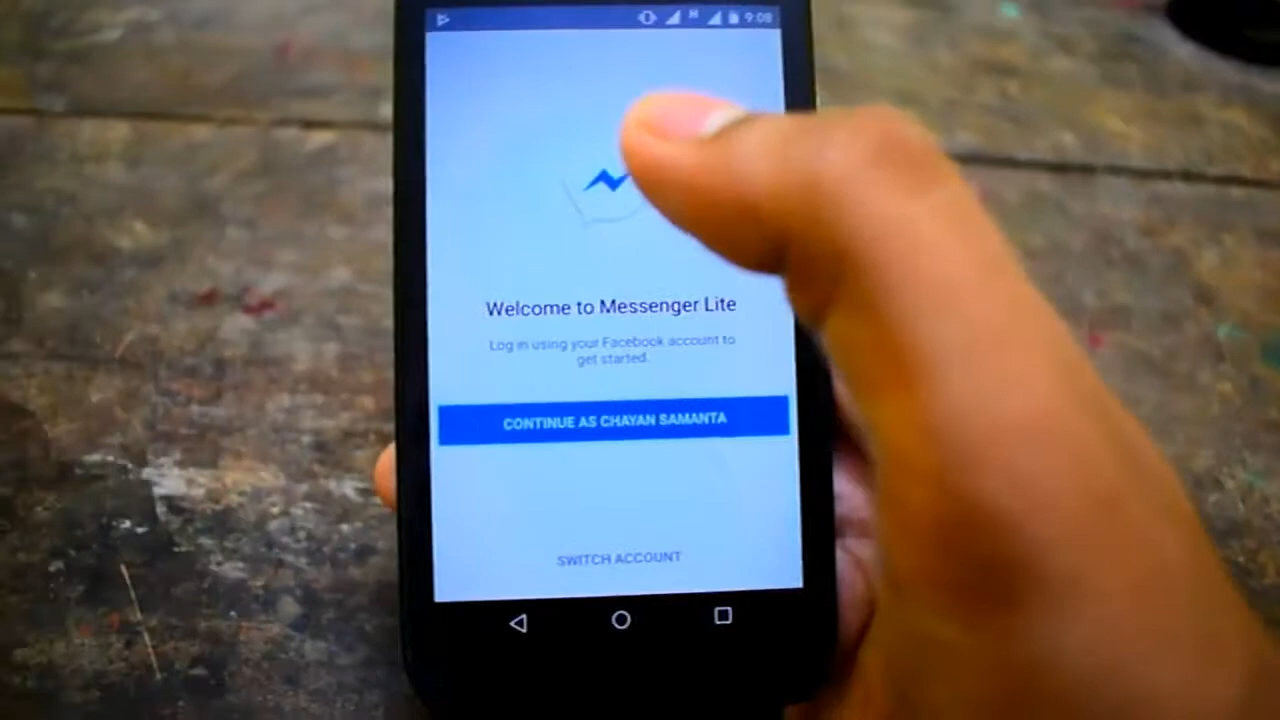 H 9:08
Welcome to Messenger Lite
Log in using your Facebook account to
get started.
CONTINUE AS CHAYAN SAMANTA
SWITCH ACCOUNT